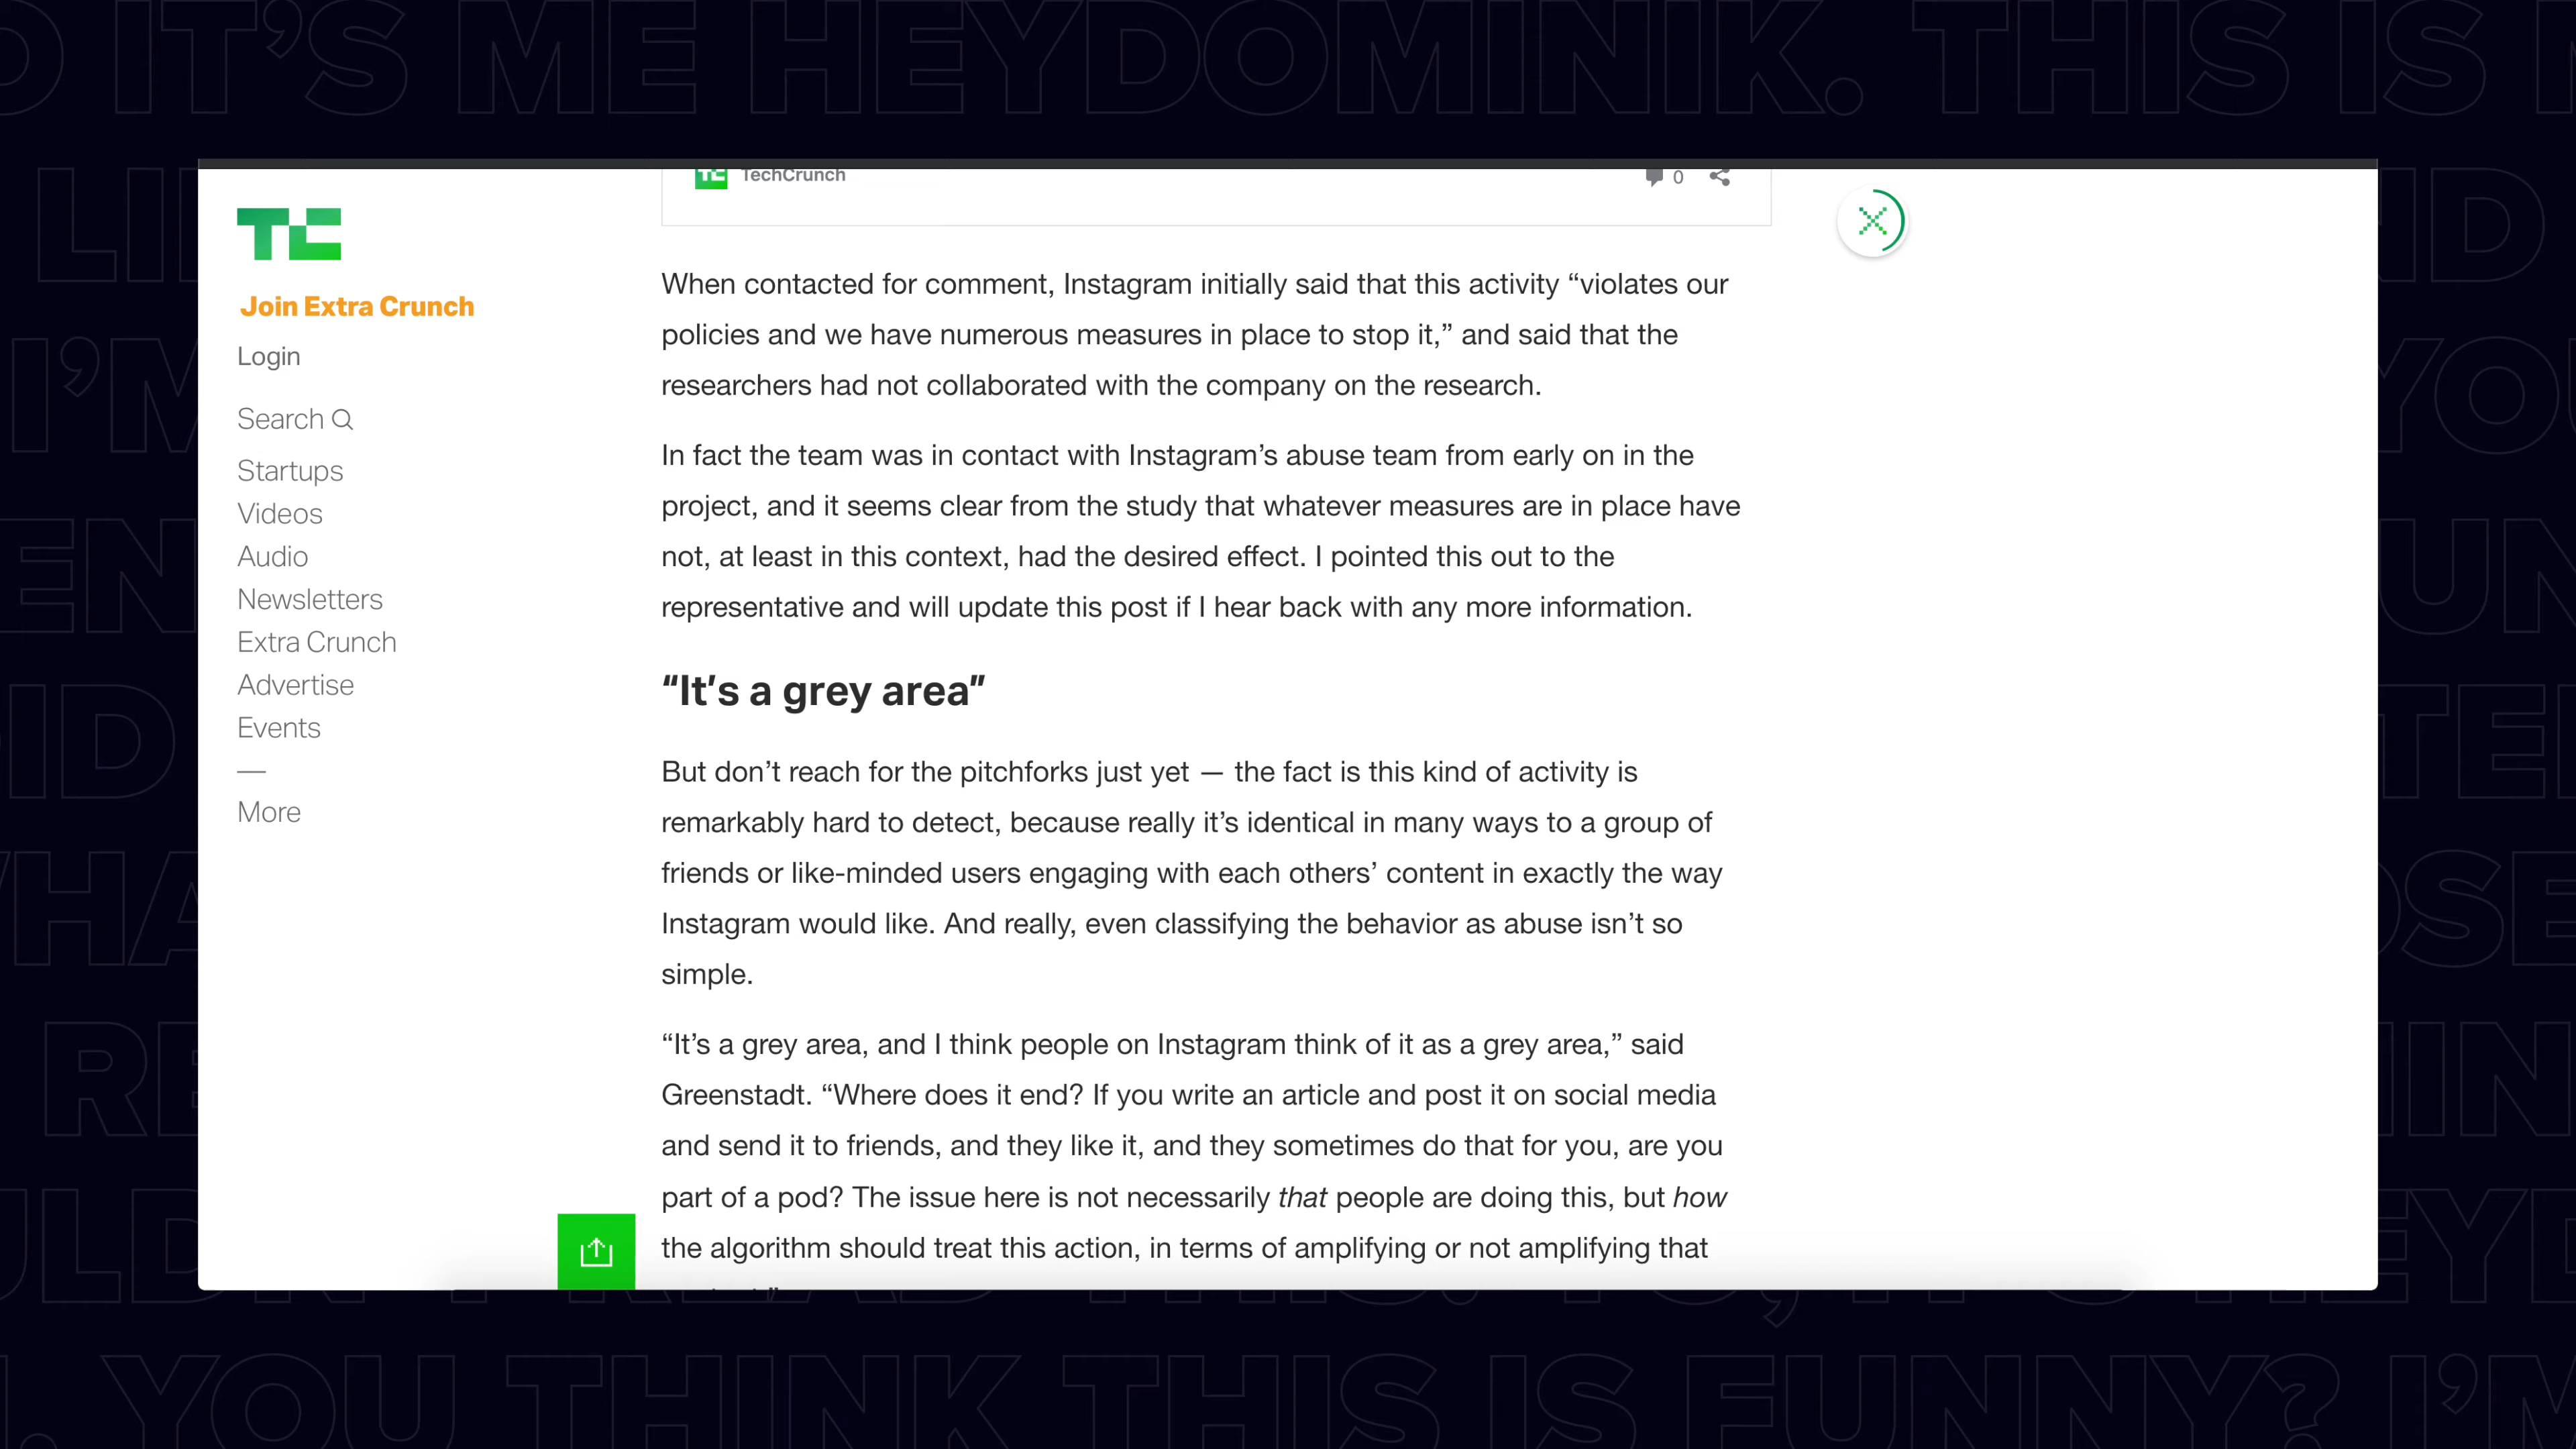 IT'S ME HEYDOMINIK. THIS IS
TechCrunch
0
TC
Join Extra Crunch
Login
Search
Startups
Videos
Audio
Newsletters
Extra Crunch
Advertise
Events
—
More
When contacted for comment, Instagram initially said that this activity “violates our
policies and we have numerous measures in place to stop it,” and said that the
researchers had not collaborated with the company on the research.
In fact the team was in contact with Instagram’s abuse team from early on in the
project, and it seems clear from the study that whatever measures are in place have
not, at least in this context, had the desired effect. I pointed this out to the
representative and will update this post if I hear back with any more information.
“It’s a grey area”
But don’t reach for the pitchforks just yet — the fact is this kind of activity is
remarkably hard to detect, because really it’s identical in many ways to a group of
friends or like-minded users engaging with each others’ content in exactly the way
Instagram would like. And really, even classifying the behavior as abuse isn’t so
simple.
“It’s a grey area, and I think people on Instagram think of it as a grey area,” said
Greenstadt. “Where does it end? If you write an article and post it on social media
and send it to friends, and they like it, and they sometimes do that for you, are you
part of a pod? The issue here is not necessarily that people are doing this, but how
the algorithm should treat this action, in terms of amplifying or not amplifying that
YOU THINK THIS IS FUNNY? I'M